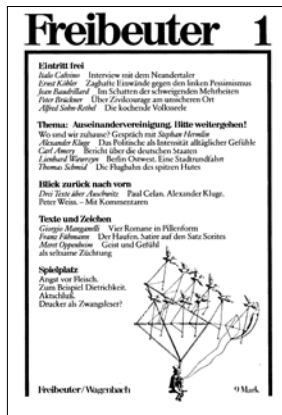 Freibeuter 1
Eintritt frei
Italo Calvino Interview mit dem Neandertaler
Ernst Köhler Zaghafte Einwände gegen den linken Pessimismus
Jean Baudrillard Im Schatten der schweigenden Mehrheiten
Peter Brückner Über Zivilcourage am unsicheren Ort
Alfred Sohn-Rethel Die kochende Volksseele
Thema: Auseinandervereinigung. Bitte weitergehen!
Wo sind wir zuhause? Gespräch mit Stephan Hermlin
Alexander Kluge Das Politische als Intensität alltäglicher Gefühle
Carl Amery Bericht über die deutschen Staaten
Lienhard Wawrzyn Berlin Ostwest. Eine Stadtrundfahrt
Thomas Schmid Die Flugbahn des spitzen Hutes
Blick zurück nach vorn
Drei Texte über Auschwitz Paul Celan. Alexander Kluge.
Peter Weiss. – Mit Kommentaren
Texte und Zeichen
Giorgio Manganelli Vier Romane in Pillenform
Franz Fühmann Der Haufen. Satire auf den Satz Sorites
Meret Oppenheim Geist und Gefühl
als seltsame Züchtung
Spielplatz
Angst vor Fleisch.
Zum Beispiel Dietrichkeit.
Aktschluß.
Drucker als Zwangsleser?
Freibeuter/Wagenbach 9 Mark.